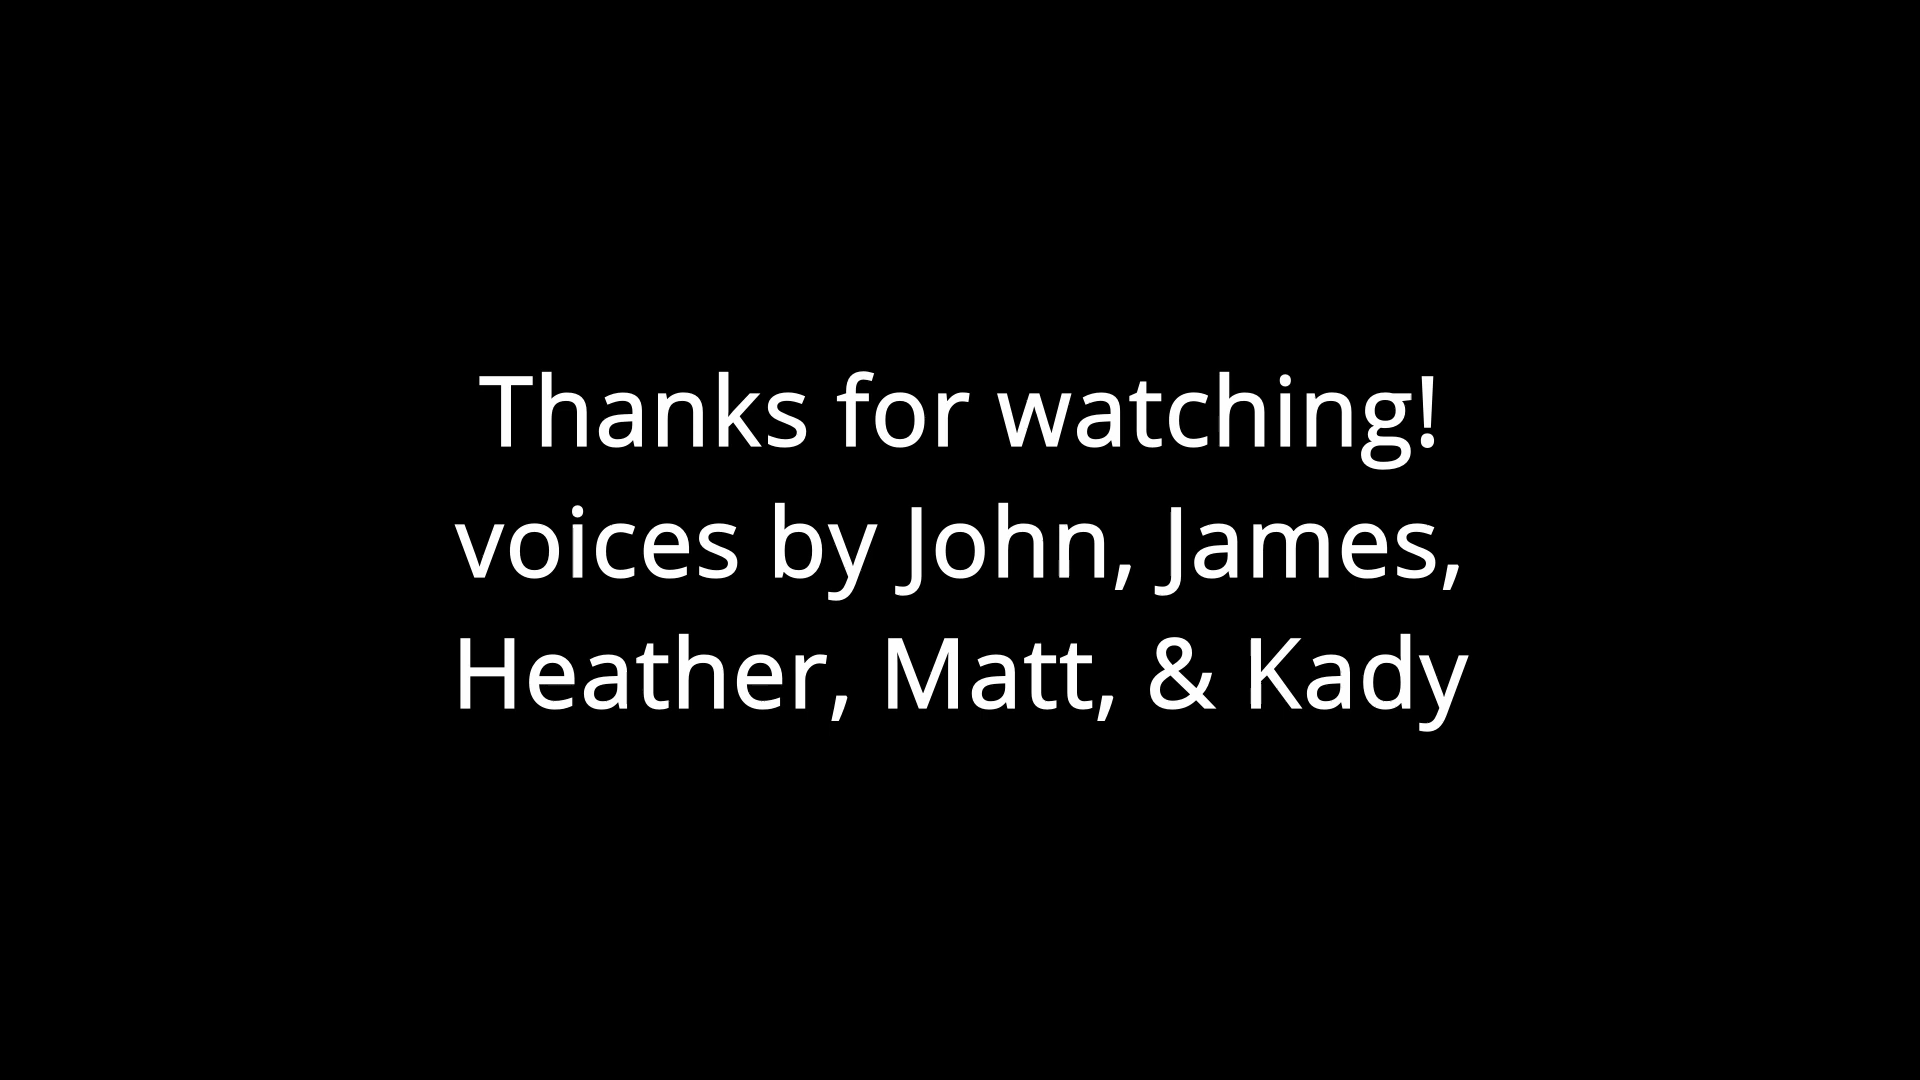 Thanks for watching!
voices by John, James,
Heather, Matt, & Kady